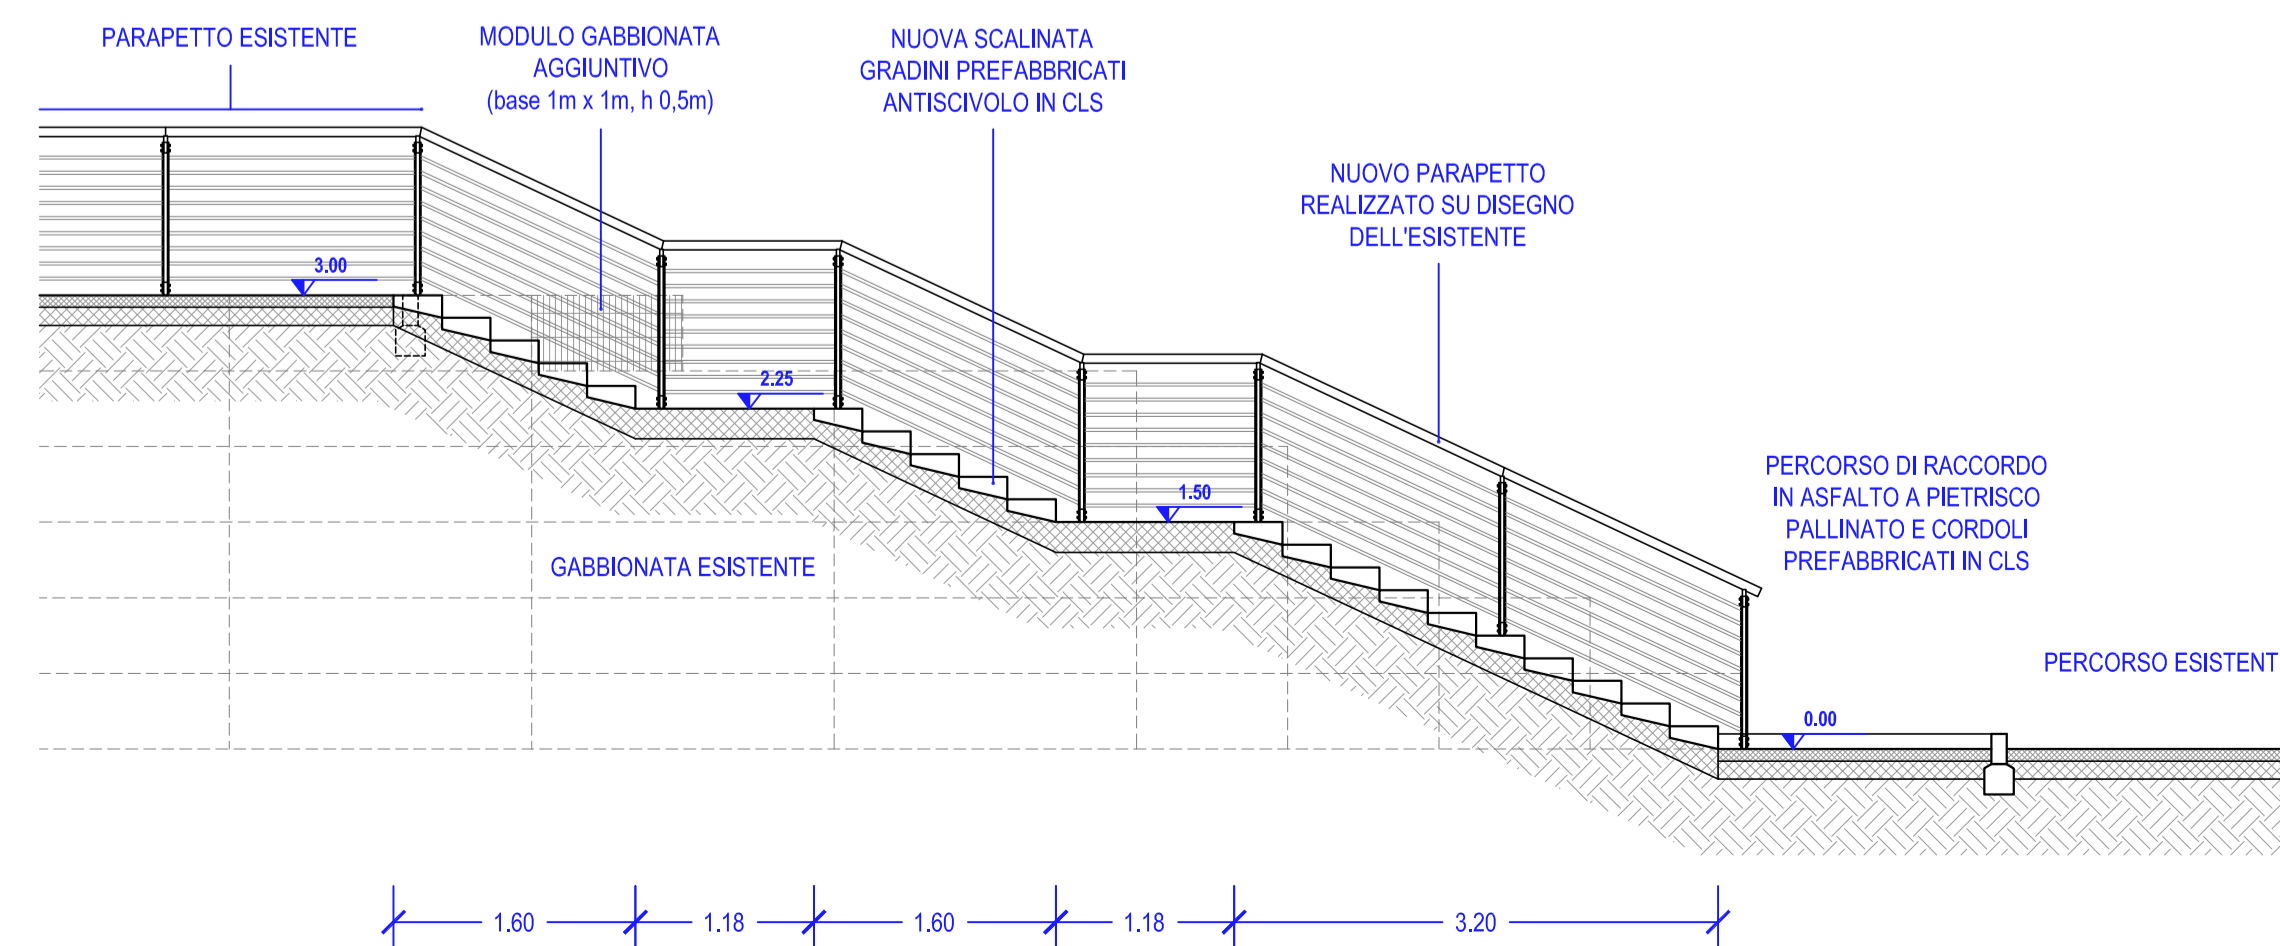 PARAPETTO ESISTENTE
MODULO GABBIONATA
AGGIUNTIVO
(base 1m x 1m, h 0,5m)
NUOVA SCALINATA
GRADINI PREFABBRICATI
ANTISCIVOLO IN CLS
NUOVO PARAPETTO
REALIZZATO SU DISEGNO
DELL'ESISTENTE
3.00
2.25
1.50
PERCORSO DI RACCORDO
IN ASFALTO A PIETRISCO
PALLINATO E CORDOLI
PREFABBRICATI IN CLS
GABBIONATA ESISTENTE
PERCORSO ESISTENT
0.00
1.60
1.18
1.60
1.18
3.20